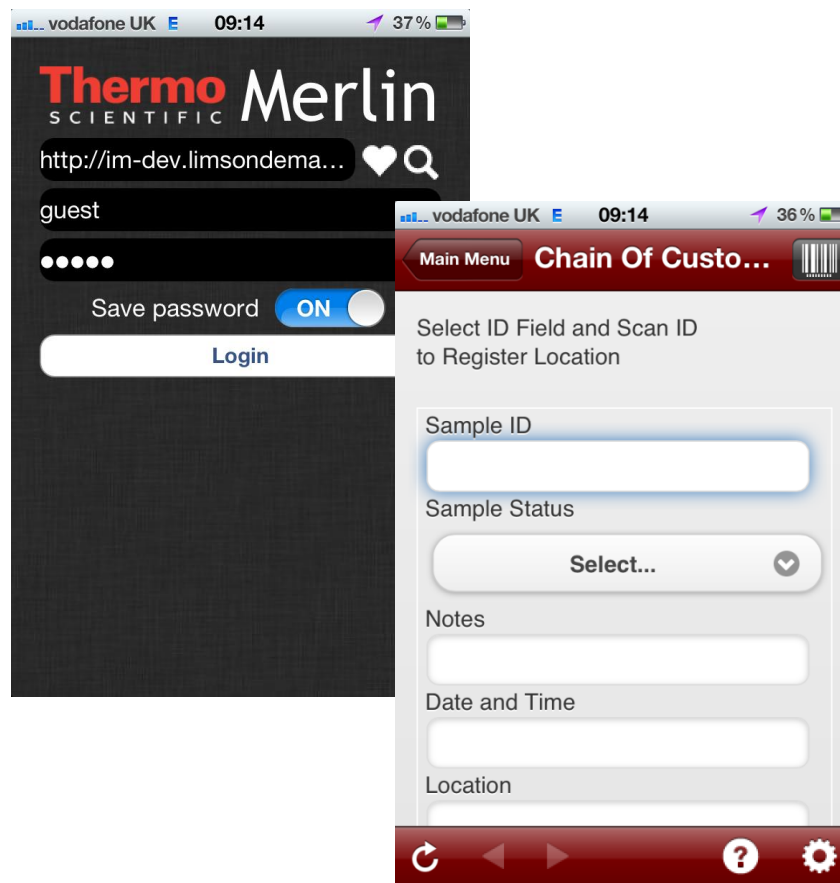 vodafone UK E 09:14 37%
Thermo
SCIENTIFIC
Merlin
http://im-dev.limsondema...
guest
Save password ON
Login
vodafone UK E 09:14 36%
Main Menu Chain Of Custo...
Select ID Field and Scan ID
to Register Location
Sample ID
Sample Status
Select...
Notes
Date and Time
Location
?